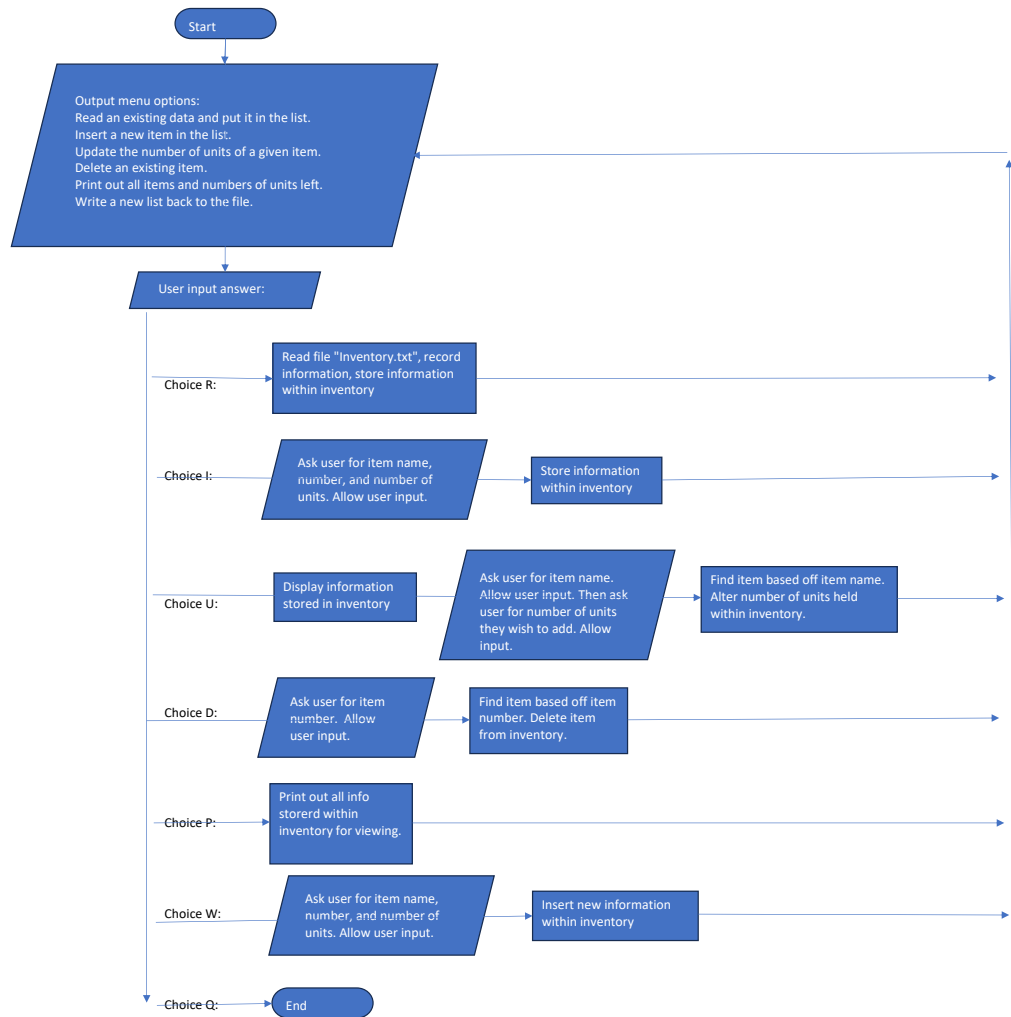 Start
Output menu options:
Read an existing data and put it in the list.
Insert a new item in the list.
Update the number of units of a given item.
Delete an existing item.
Print out all items and numbers of units left.
Write a new list back to the file.
User input answer:
Choice R:
Read file "Inventory.txt", record
information, store information
within inventory
Choice I:
Ask user for item name,
number, and number of
units. Allow user input.
Store information
within inventory
Choice U:
Display information
stored in inventory
Ask user for item name.
Allow user input. Then ask
user for number of units
they wish to add. Allow
input.
Find item based off item name.
Alter number of units held
within inventory.
Choice D:
Ask user for item
number. Allow
user input.
Find item based off item
number. Delete item
from inventory.
Choice P:
Print out all info
storerd within
inventory for viewing.
Choice W:
Ask user for item name,
number, and number of
units. Allow user input.
Insert new information
within inventory
Choice Q:
End